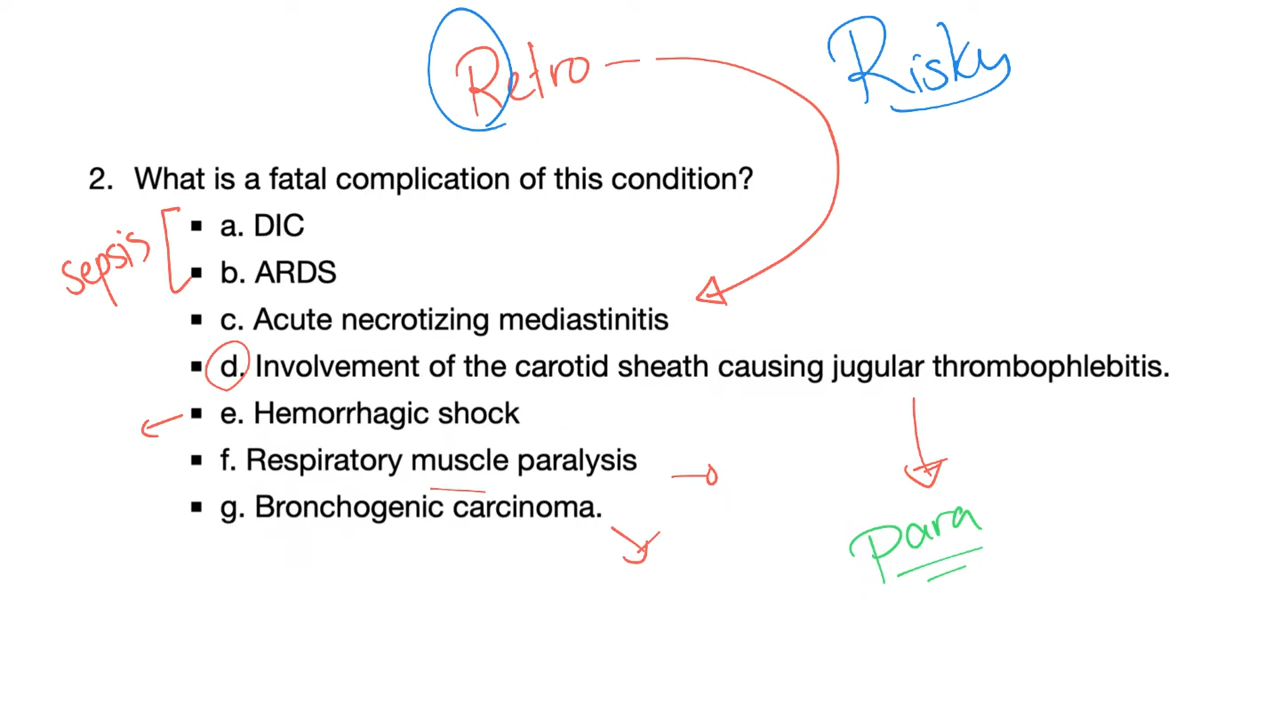 Retro Risky
2. What is a fatal complication of this condition?
▪ a. DIC
sepsis
▪ b. ARDS
▪ c. Acute necrotizing mediastinitis
▪ d. Involvement of the carotid sheath causing jugular thrombophlebitis.
▪ e. Hemorrhagic shock
▪ f. Respiratory muscle paralysis
▪ g. Bronchogenic carcinoma.
Para